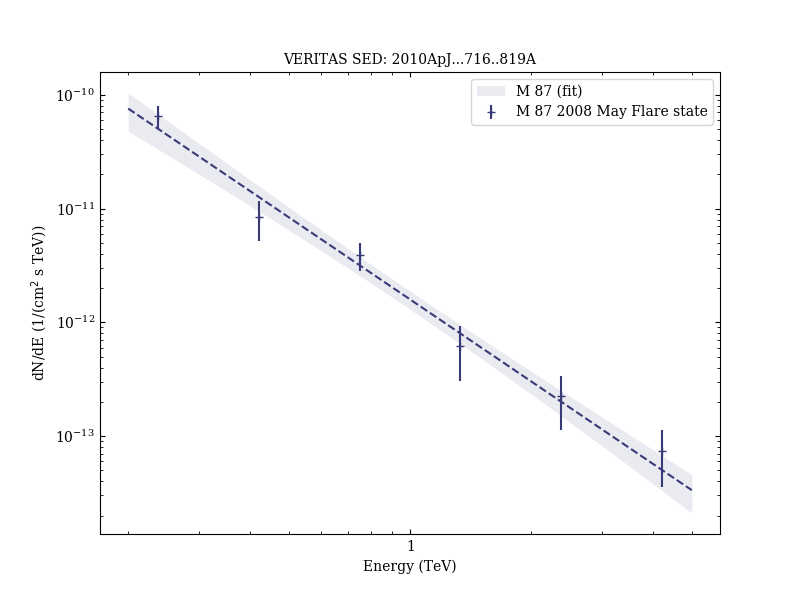 VERITAS SED: 2010ApJ...716..819A
M 87 (fit)
M 87 2008 May Flare state
dN/dE (1/(cm² s TeV))
10⁻¹⁰
10⁻¹¹
10⁻¹²
10⁻¹³
1
Energy (TeV)